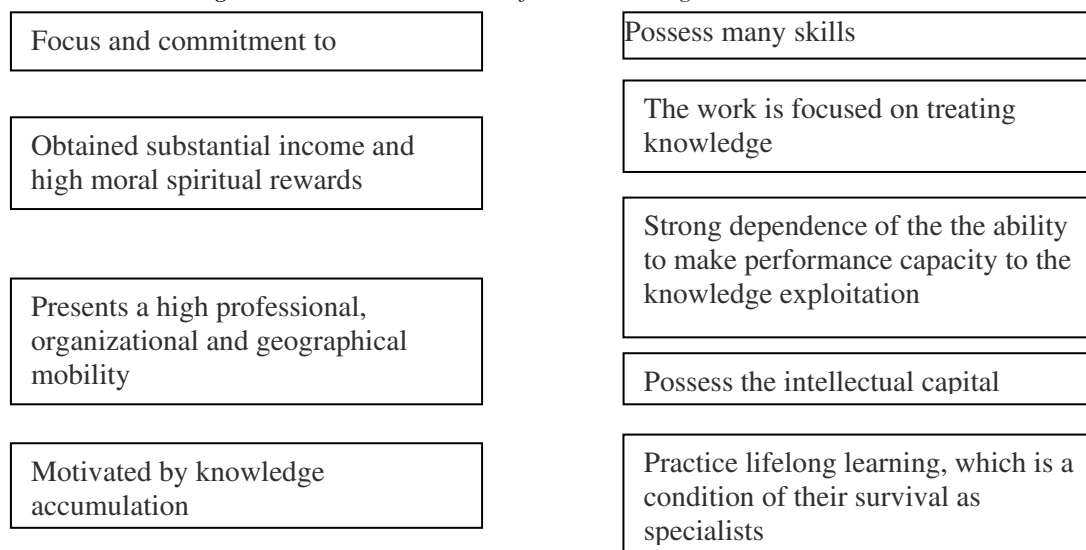 Focus and commitment to
Obtained substantial income and
high moral spiritual rewards
Presents a high professional,
organizational and geographical
mobility
Motivated by knowledge
accumulation
Possess many skills
The work is focused on treating
knowledge
Strong dependence of the the ability
to make performance capacity to the
knowledge exploitation
Possess the intellectual capital
Practice lifelong learning, which is a
condition of their survival as
specialists